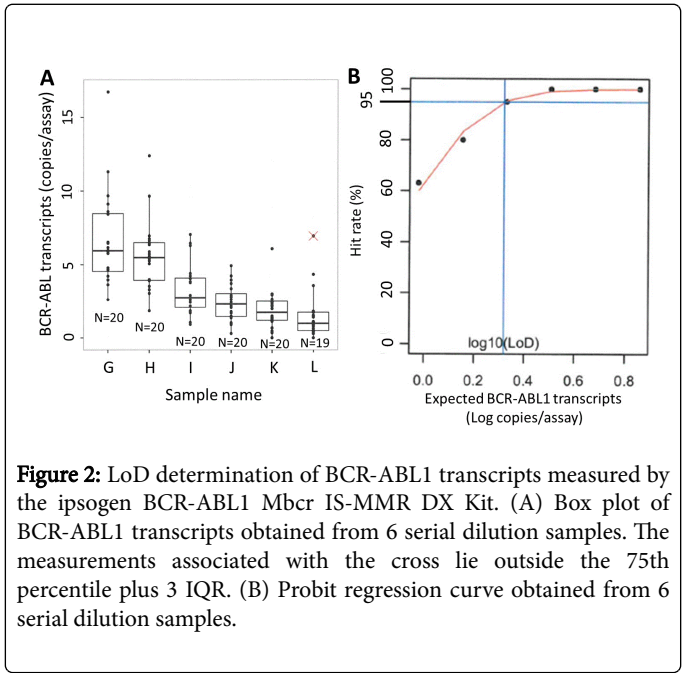 A
BCR-ABL transcripts (copies/assay)
15
10
5
0
N=20
N=20
N=20
N=20
N=20
N=19
G H I J K L
Sample name
B
Hit rate (%)
100
95
80
60
40
20
0
log10(LoD)
0.0 0.2 0.4 0.6 0.8
Expected BCR-ABL1 transcripts
(Log copies/assay)
Figure 2: LoD determination of BCR-ABL1 transcripts measured by
the ipsogen BCR-ABL1 Mbcr IS-MMR DX Kit. (A) Box plot of
BCR-ABL1 transcripts obtained from 6 serial dilution samples. The
measurements associated with the cross lie outside the 75th
percentile plus 3 IQR. (B) Probit regression curve obtained from 6
serial dilution samples.